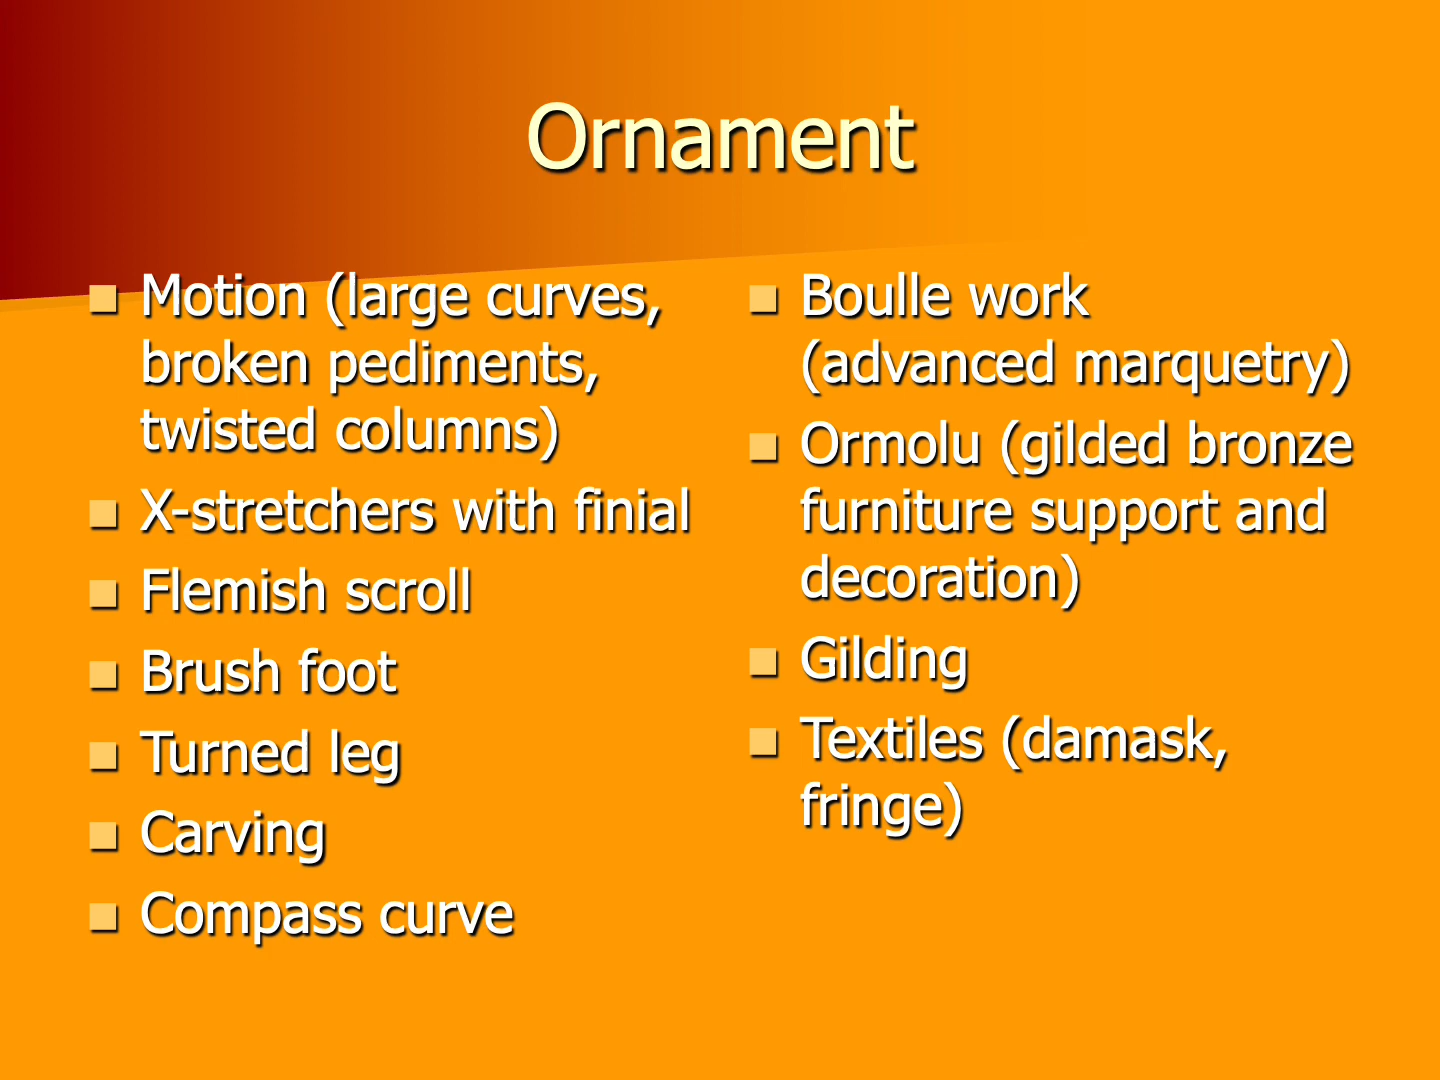 Ornament
Motion (large curves,
broken pediments,
twisted columns)
X-stretchers with finial
Flemish scroll
Brush foot
Turned leg
Carving
Compass curve
Boulle work
(advanced marquetry)
Ormolu (gilded bronze
furniture support and
decoration)
Gilding
Textiles (damask,
fringe)